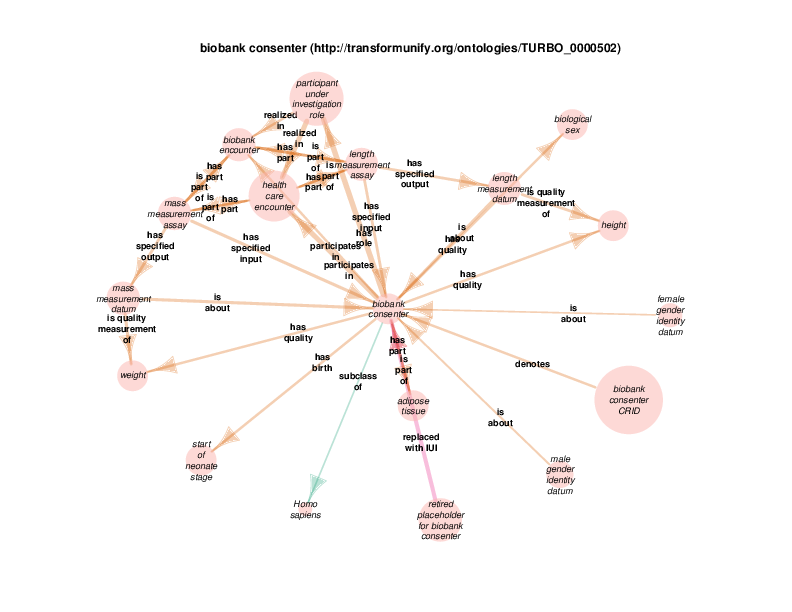 biobank consenter (http://transformunify.org/ontologies/TURBO_0000502)
participant
under
investigation
role
biological
sex
realized
in
biobank
encounter
realized
in
has
part
is
part
of
length
measurement
assay
has
specified
output
length
measurement
datum
has
part
is
part
of
is
part
of
has
part
is
part
of
has
part
health
care
encounter
is quality
measurement
of
mass
measurement
assay
height
has
specified
input
has
role
is
about
has
quality
has
specified
output
has
specified
input
participates
in
participates
in
has
quality
mass
measurement
datum
is
about
biobank
consenter
is
about
female
gender
identity
datum
is quality
measurement
of
has
quality
has
part
is
part
of
has
birth
denotes
weight
subclass
of
biobank
consenter
CRID
adipose
tissue
is
about
replaced
with IUI
start
of
neonate
stage
male
gender
identity
datum
Homo
sapiens
retired
placeholder
for biobank
consenter